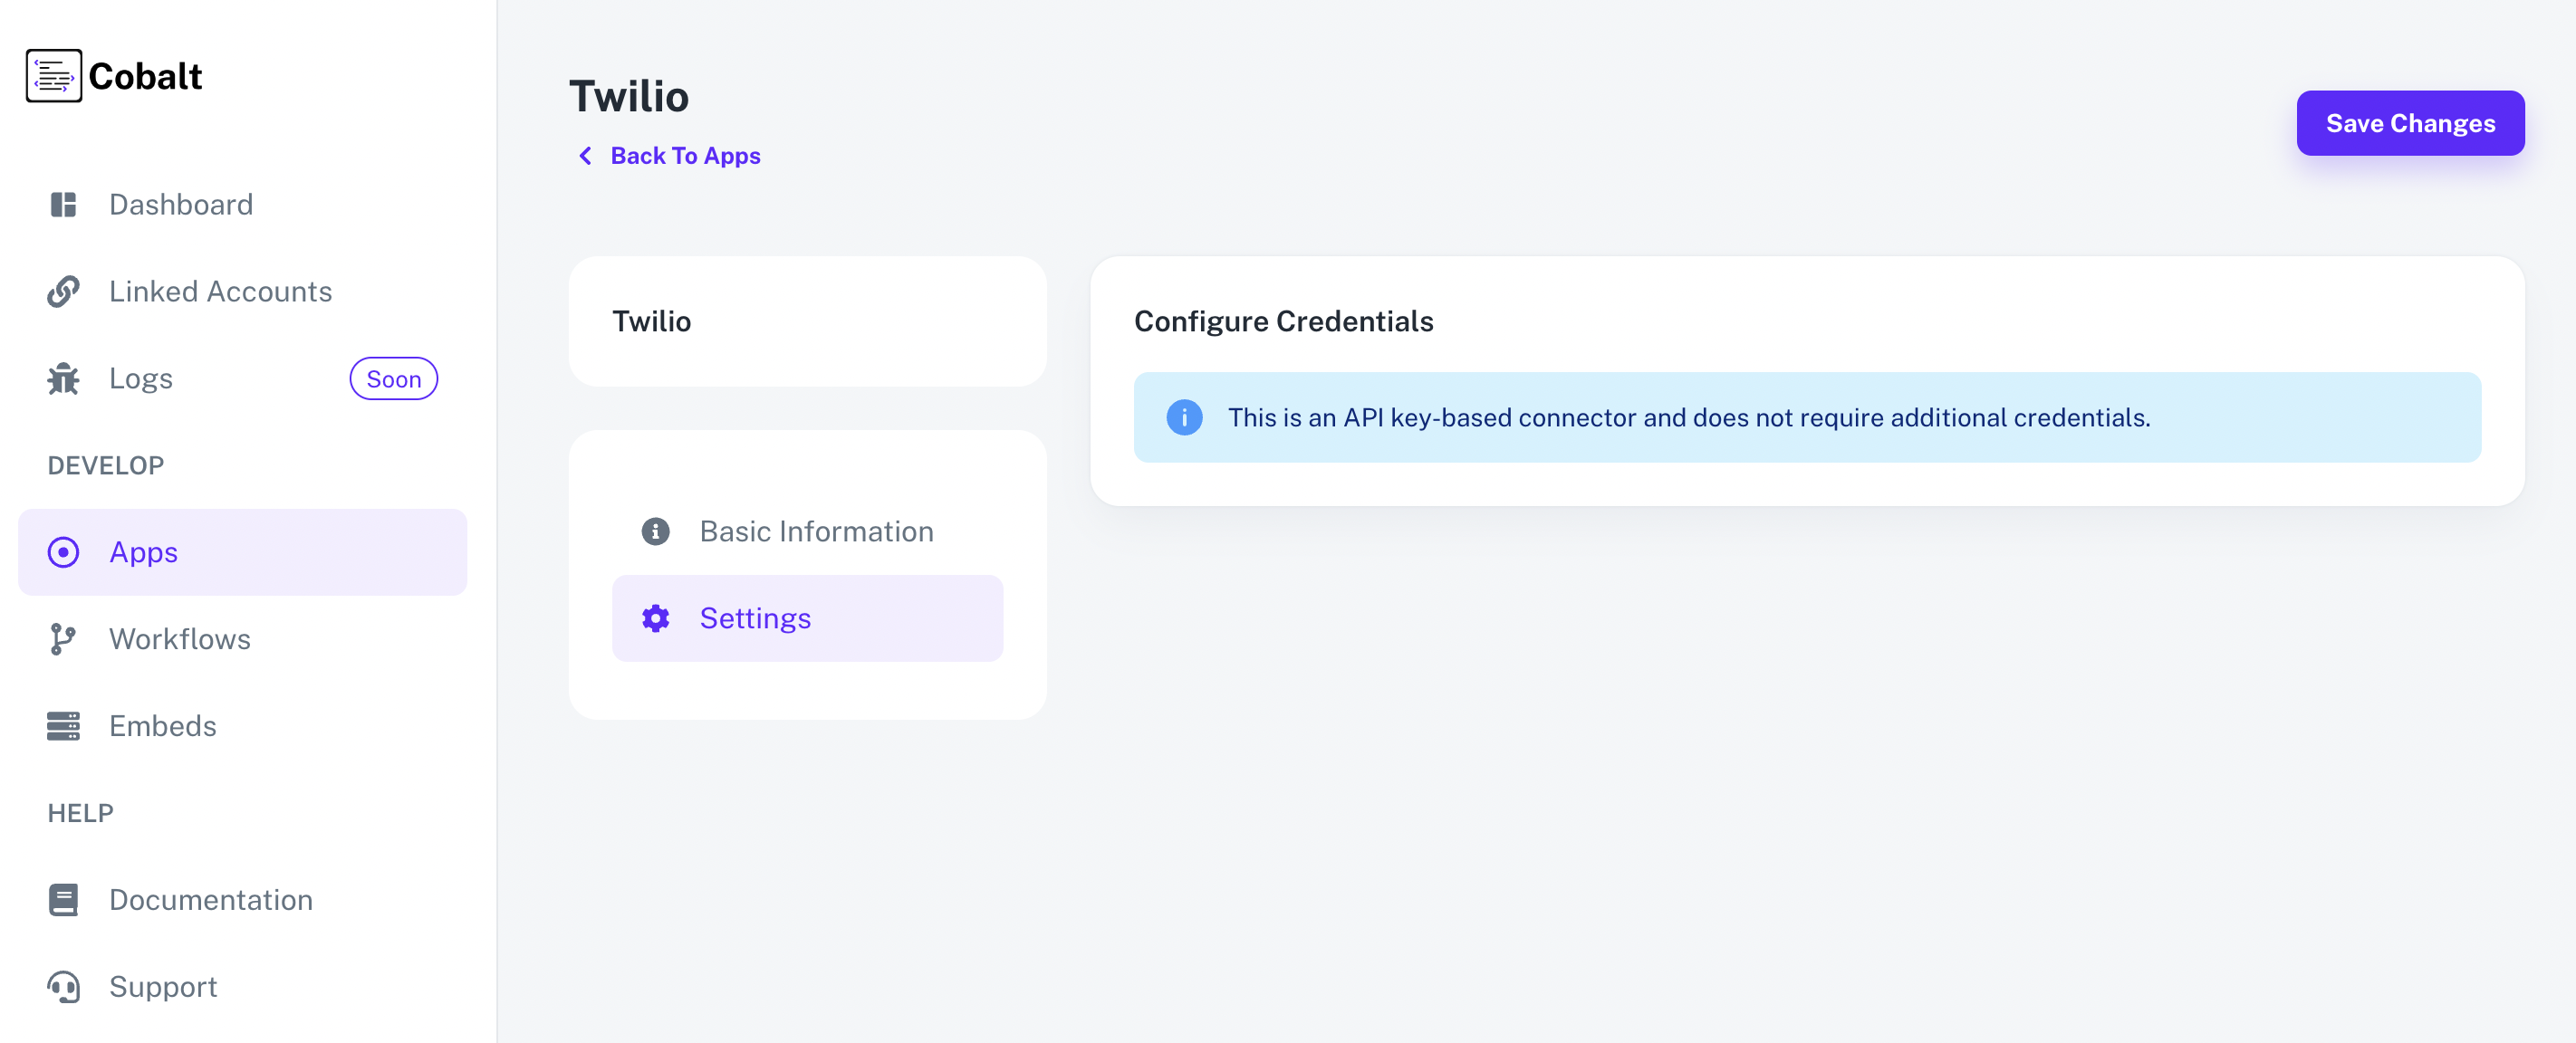 Cobalt
Dashboard
Linked Accounts
Logs
Soon
DEVELOP
Apps
Workflows
Embeds
HELP
Documentation
Support
Twilio
Back To Apps
Save Changes
Twilio
Basic Information
Settings
Configure Credentials
This is an API key-based connector and does not require additional credentials.